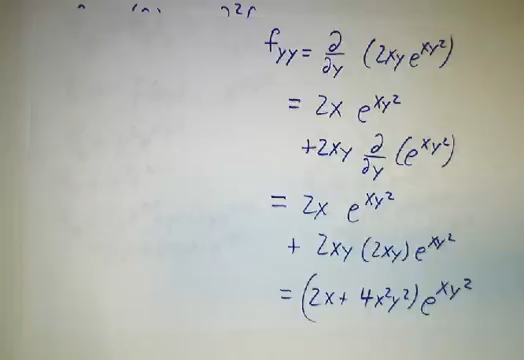 f_yy = ∂/∂y (2xy e^{xy²})
= 2x e^{xy²}
+ 2xy ∂/∂y (e^{xy²})
= 2x e^{xy²}
+ 2xy (2xy) e^{xy²}
= (2x + 4x²y²) e^{xy²}